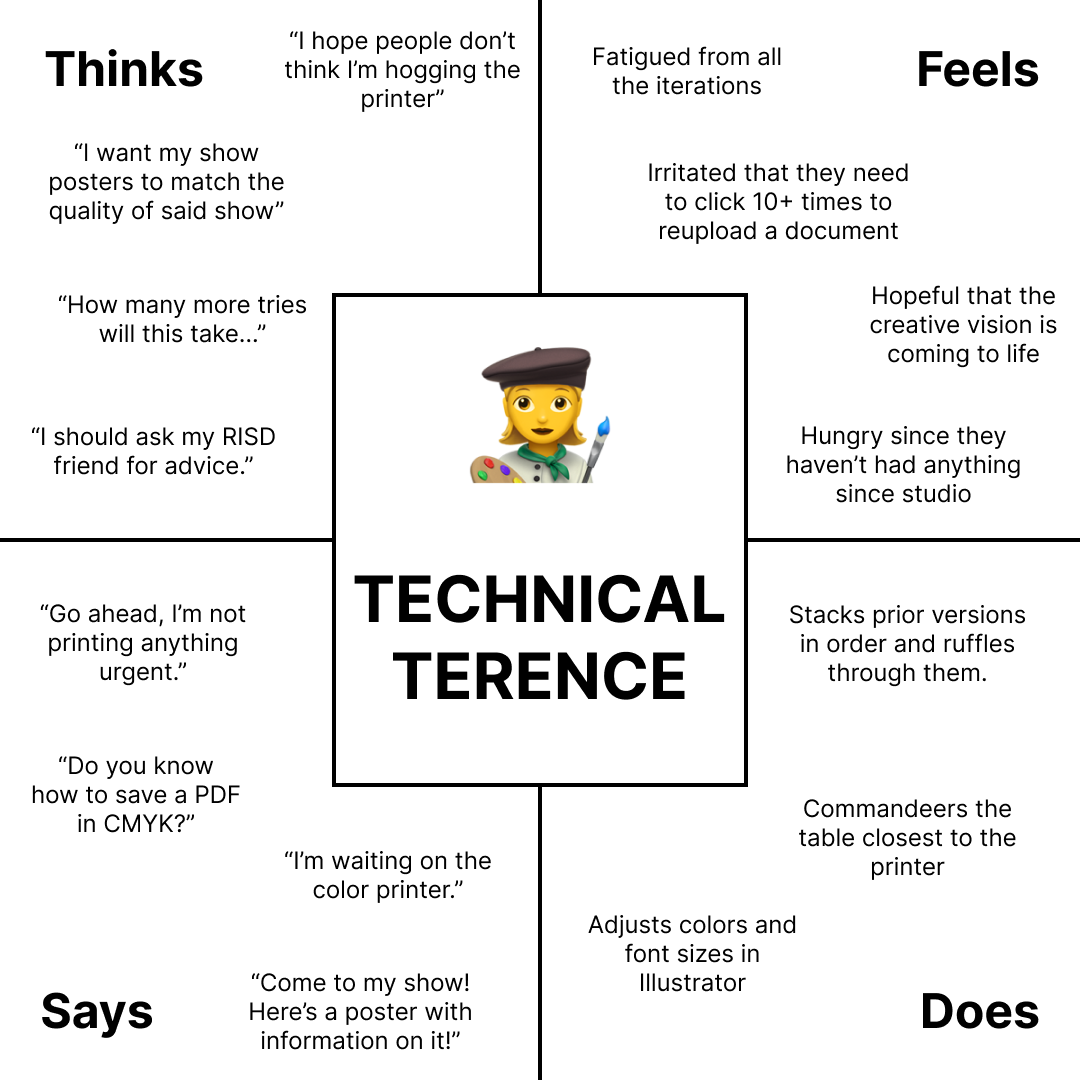 Thinks
“I hope people don’t
think I’m hogging the
printer”
“I want my show
posters to match the
quality of said show”
“How many more tries
will this take...”
“I should ask my RISD
friend for advice.”
Feels
Fatigued from all
the iterations
Irritated that they need
to click 10+ times to
reupload a document
Hopeful that the
creative vision is
coming to life
Hungry since they
haven’t had anything
since studio
TECHNICAL
TERENCE
“Go ahead, I’m not
printing anything
urgent.”
“Do you know
how to save a PDF
in CMYK?”
“I’m waiting on the
color printer.”
“Come to my show!
Here’s a poster with
information on it!”
Says
Stacks prior versions
in order and ruffles
through them.
Commandeers the
table closest to the
printer
Adjusts colors and
font sizes in
Illustrator
Does